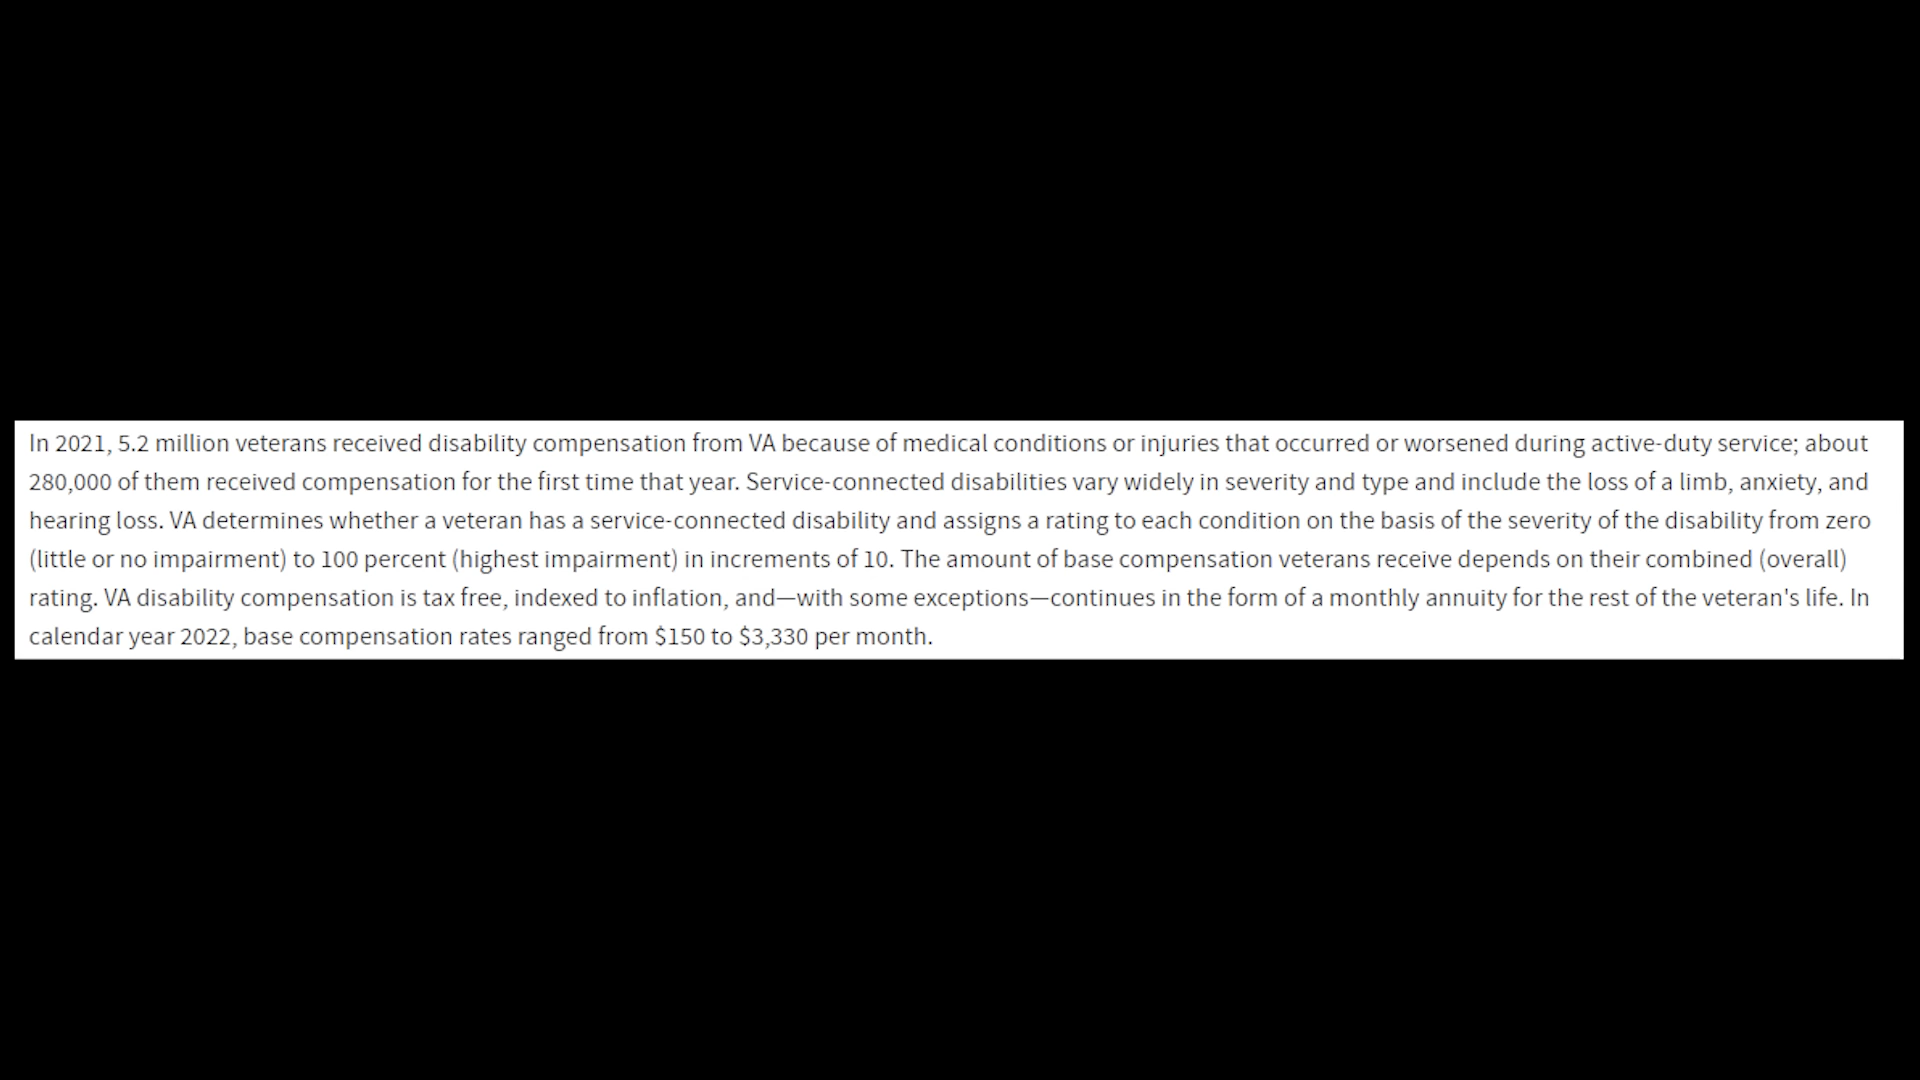 In 2021, 5.2 million veterans received disability compensation from VA because of medical conditions or injuries that occurred or worsened during active-duty service; about
280,000 of them received compensation for the first time that year. Service-connected disabilities vary widely in severity and type and include the loss of a limb, anxiety, and
hearing loss. VA determines whether a veteran has a service-connected disability and assigns a rating to each condition on the basis of the severity of the disability from zero
(little or no impairment) to 100 percent (highest impairment) in increments of 10. The amount of base compensation veterans receive depends on their combined (overall)
rating. VA disability compensation is tax free, indexed to inflation, and—with some exceptions—continues in the form of a monthly annuity for the rest of the veteran's life. In
calendar year 2022, base compensation rates ranged from $150 to $3,330 per month.